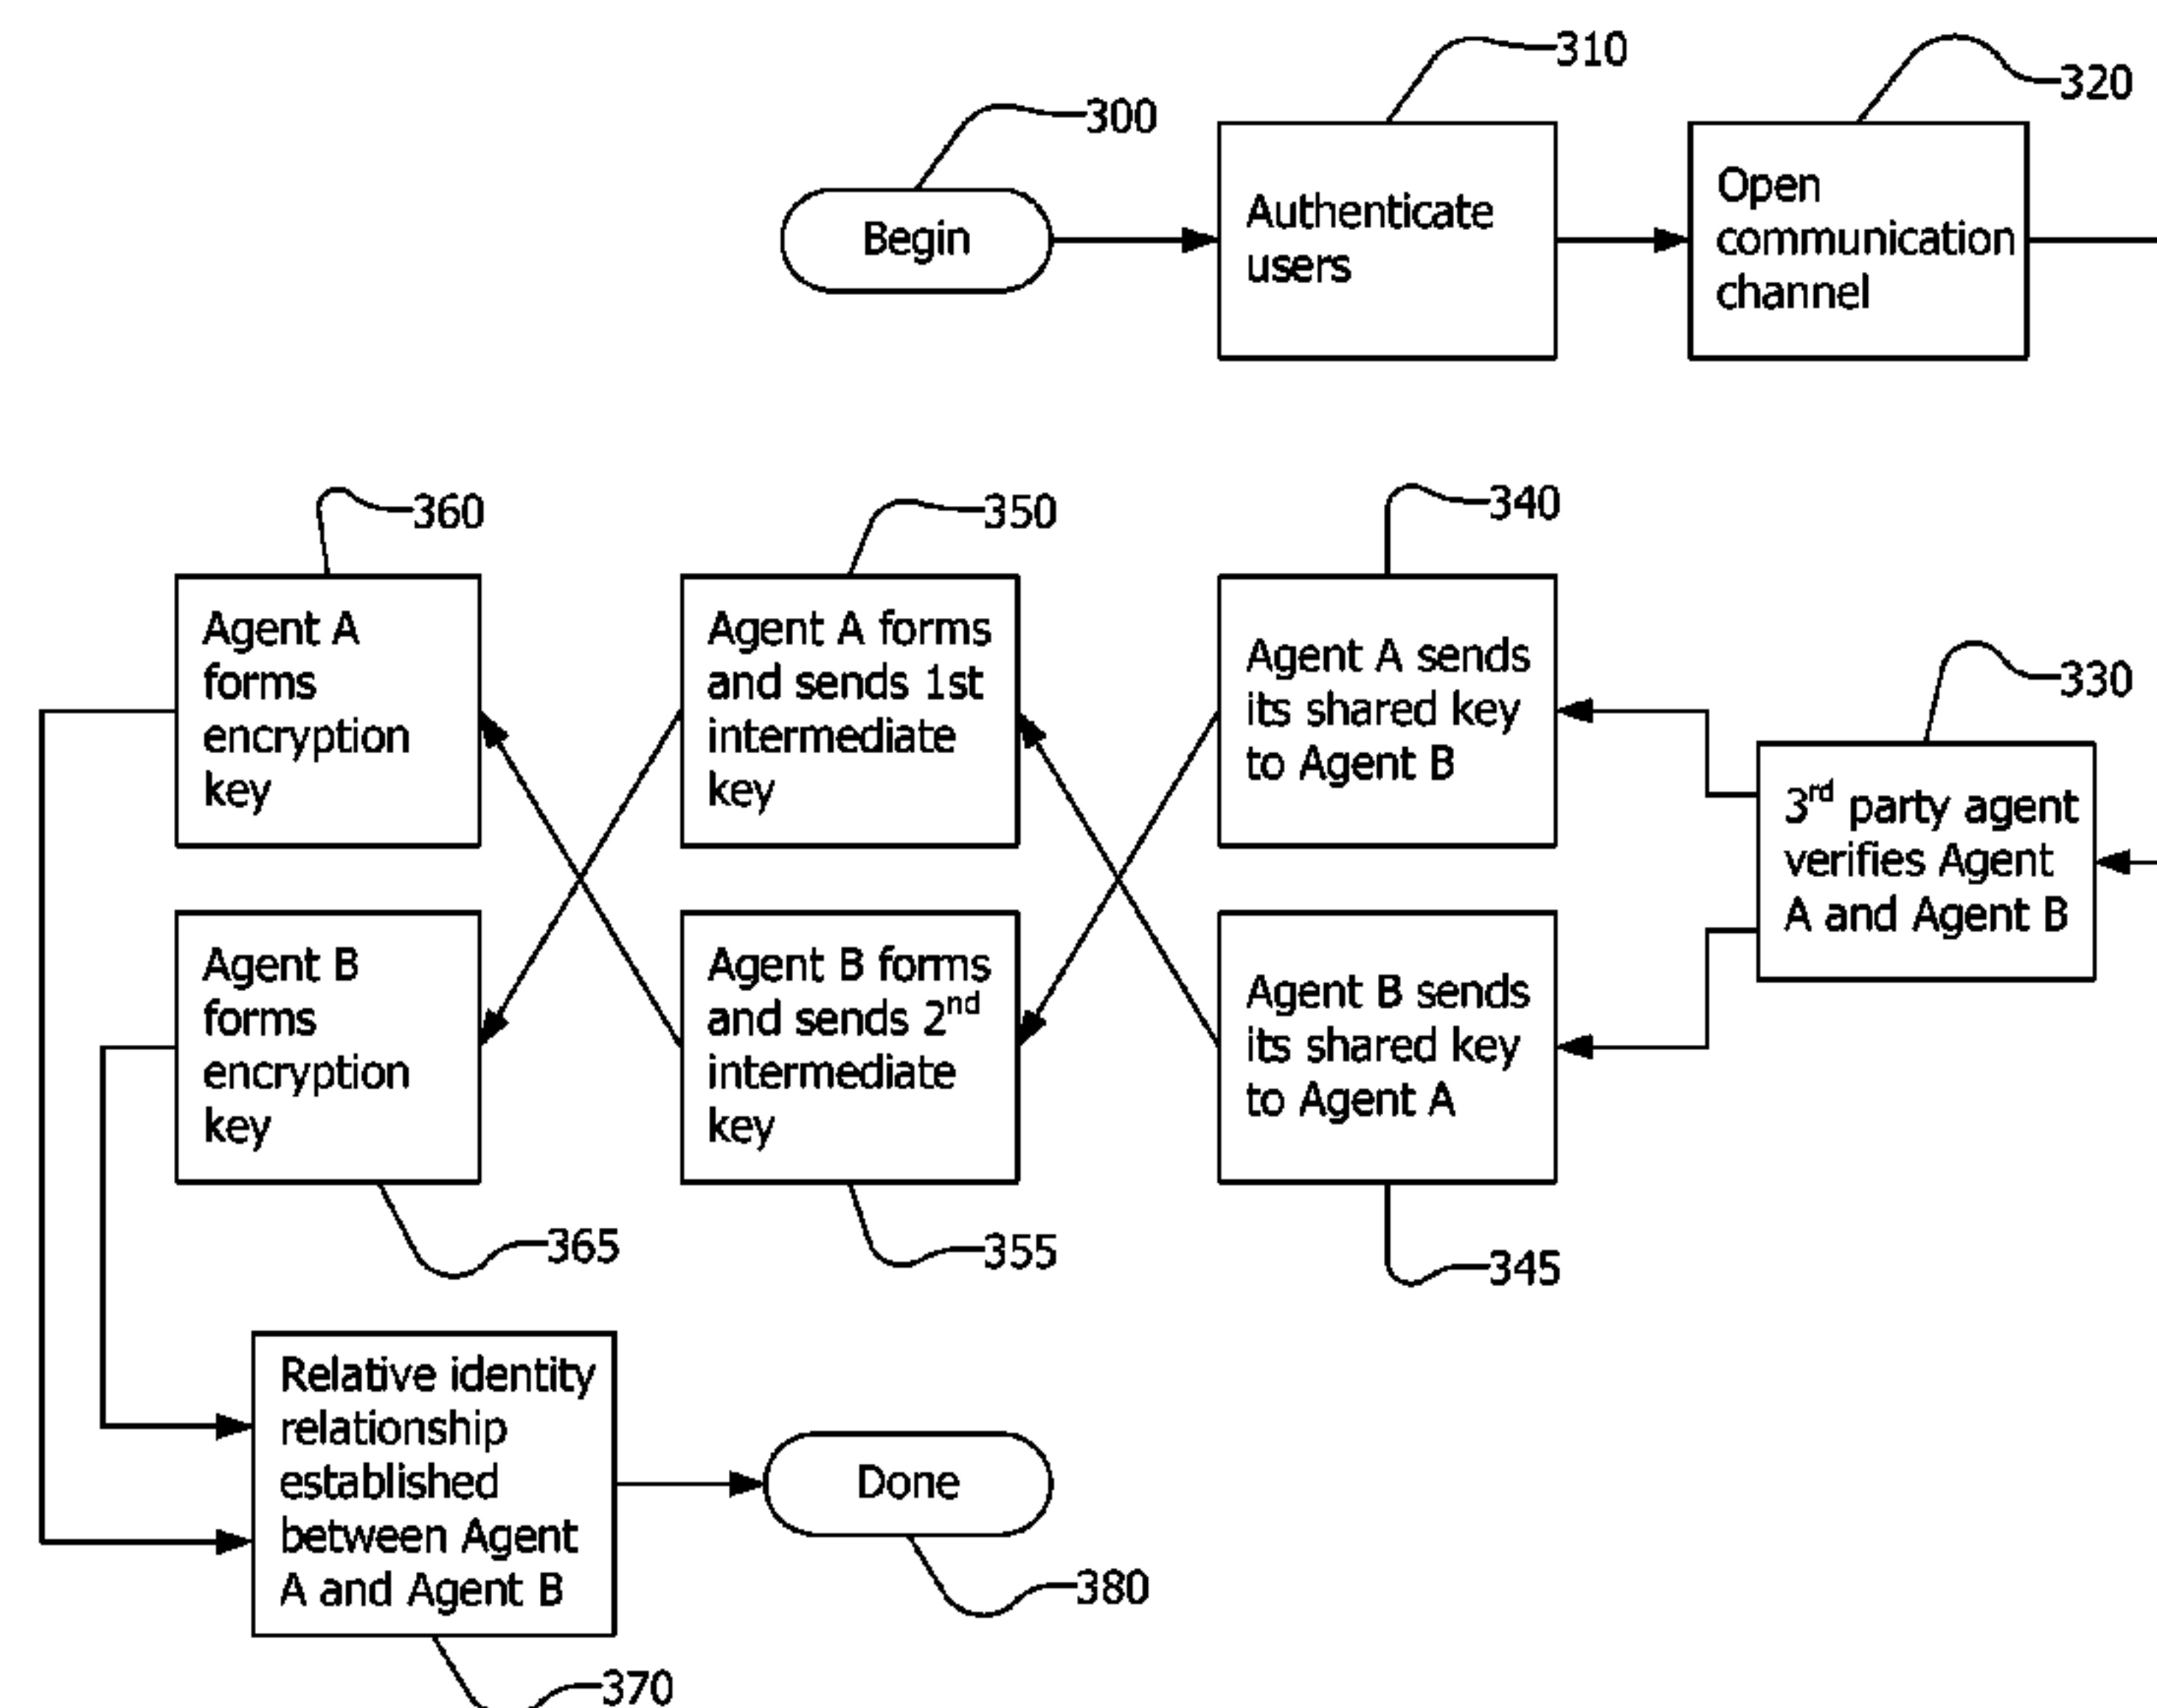 310
320
300
Begin
Authenticate
users
Open
communication
channel
360
350
340
330
Agent A
forms
encryption
key
Agent A forms
and sends 1st
intermediate
key
Agent A sends
its shared key
to Agent B
3rd party agent
verifies Agent
A and Agent B
Agent B
forms
encryption
key
Agent B forms
and sends 2nd
intermediate
key
Agent B sends
its shared key
to Agent A
365
355
345
Relative identity
relationship
established
between Agent
A and Agent B
Done
380
370